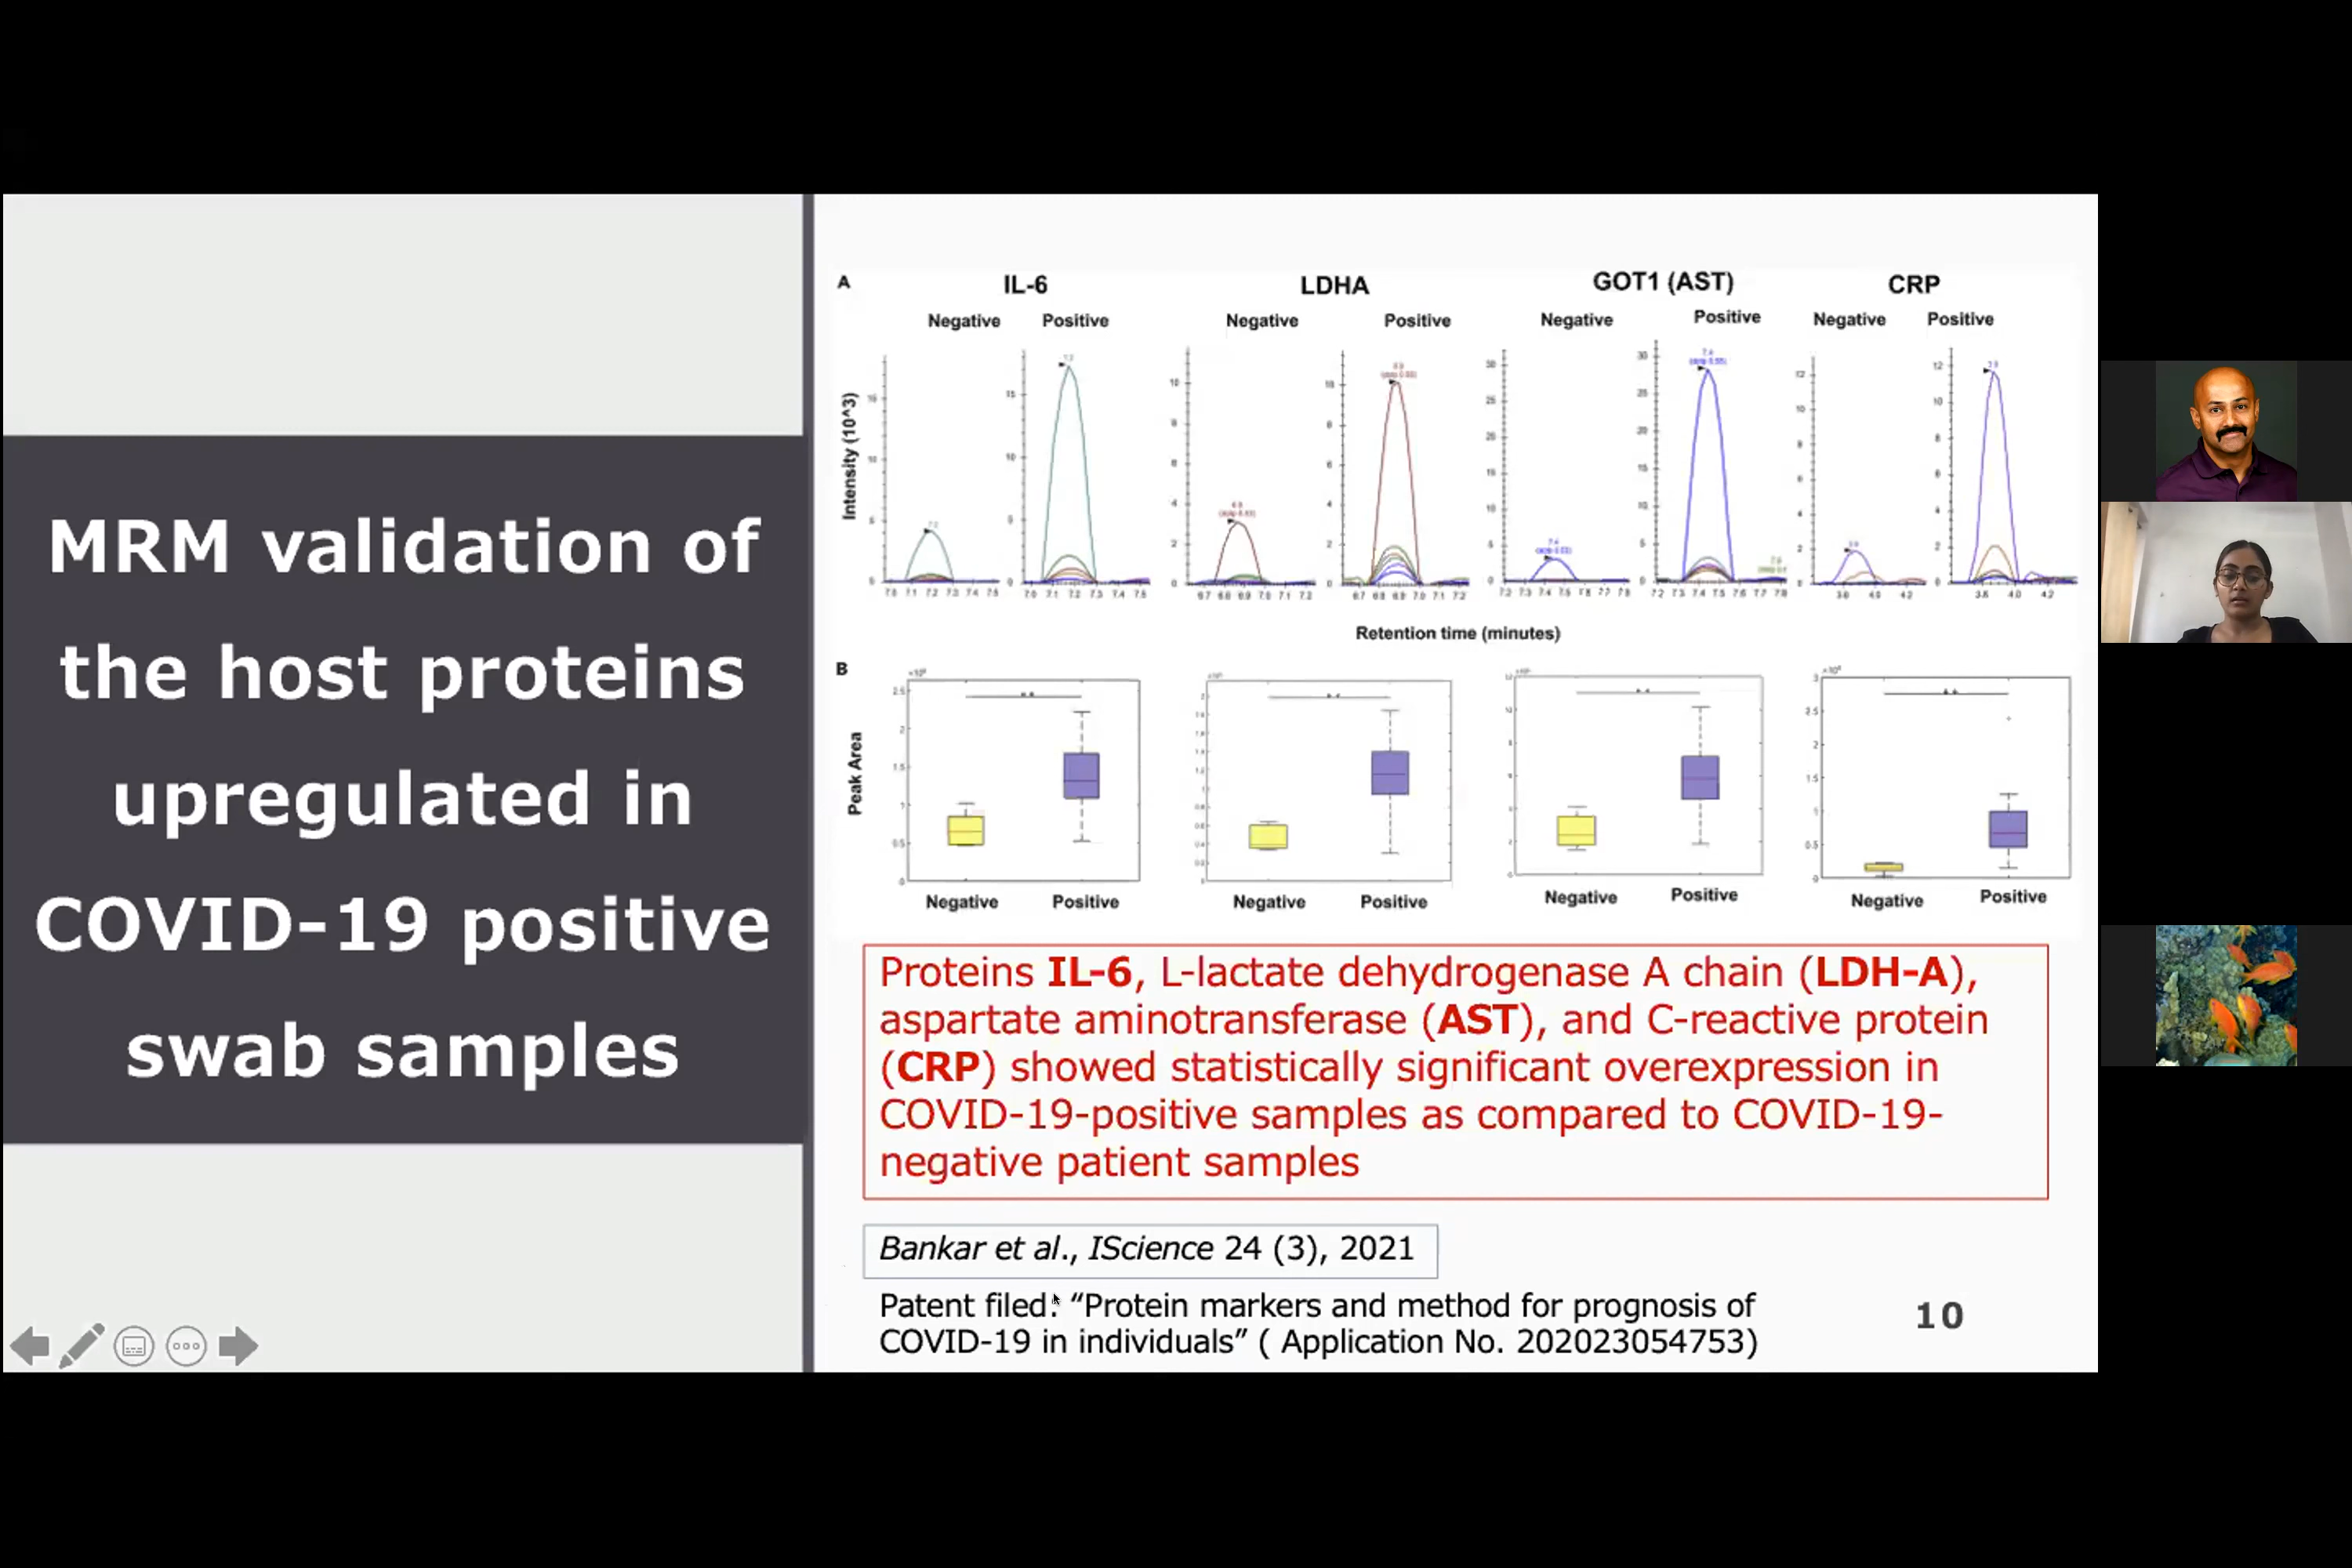 MRM validation of
the host proteins
upregulated in
COVID-19 positive
swab samples
A
IL-6
LDHA
GOT1 (AST)
CRP
Negative Positive
Negative Positive
Negative Positive
Negative Positive
Intensity (10^3)
Retention time (minutes)
B
Peak Area
Negative Positive
Negative Positive
Negative Positive
Negative Positive
Proteins IL-6, L-lactate dehydrogenase A chain (LDH-A),
aspartate aminotransferase (AST), and C-reactive protein
(CRP) showed statistically significant overexpression in
COVID-19-positive samples as compared to COVID-19-
negative patient samples
Bankar et al., IScience 24 (3), 2021
Patent filed: “Protein markers and method for prognosis of
COVID-19 in individuals” ( Application No. 202023054753)
10